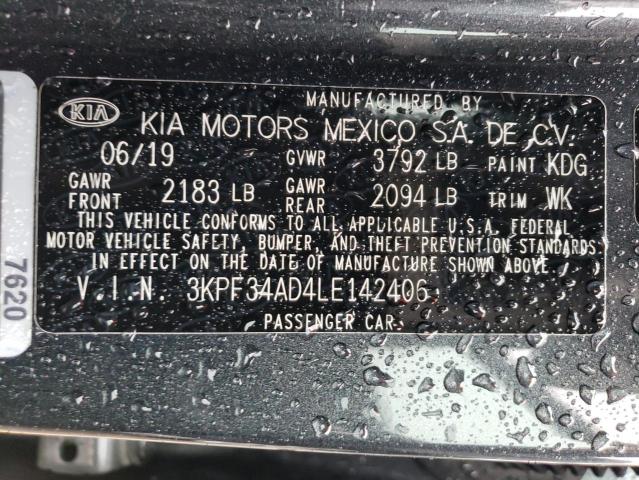 MANUFACTURED BY
KIA KIA MOTORS MEXICO S.A. DE C.V.
06/19 GVWR 3792 LB PAINT KDG
GAWR FRONT 2183 LB GAWR REAR 2094 LB TRIM WK
THIS VEHICLE CONFORMS TO ALL APPLICABLE U.S.A. FEDERAL
MOTOR VEHICLE SAFETY, BUMPER, AND THEFT PREVENTION STANDARDS
IN EFFECT ON THE DATE OF MANUFACTURE SHOWN ABOVE
V.I.N. 3KPF34AD4LE142406
PASSENGER CAR
7620